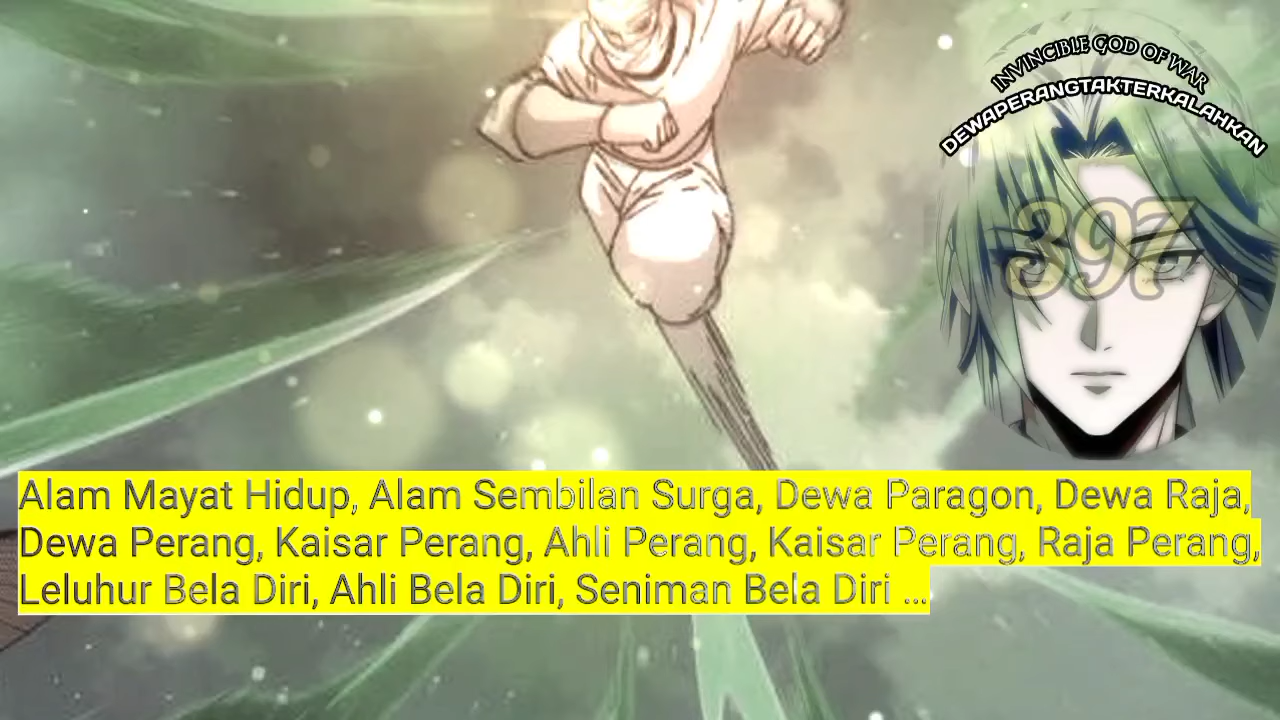 INVINCIBLE GOD OF WAR
DEWAPERANGTAKTERKALAHKAN
397
Alam Mayat Hidup, Alam Sembilan Surga, Dewa Paragon, Dewa Raja,
Dewa Perang, Kaisar Perang, Ahli Perang, Kaisar Perang, Raja Perang,
Leluhur Bela Diri, Ahli Bela Diri, Seniman Bela Diri ...